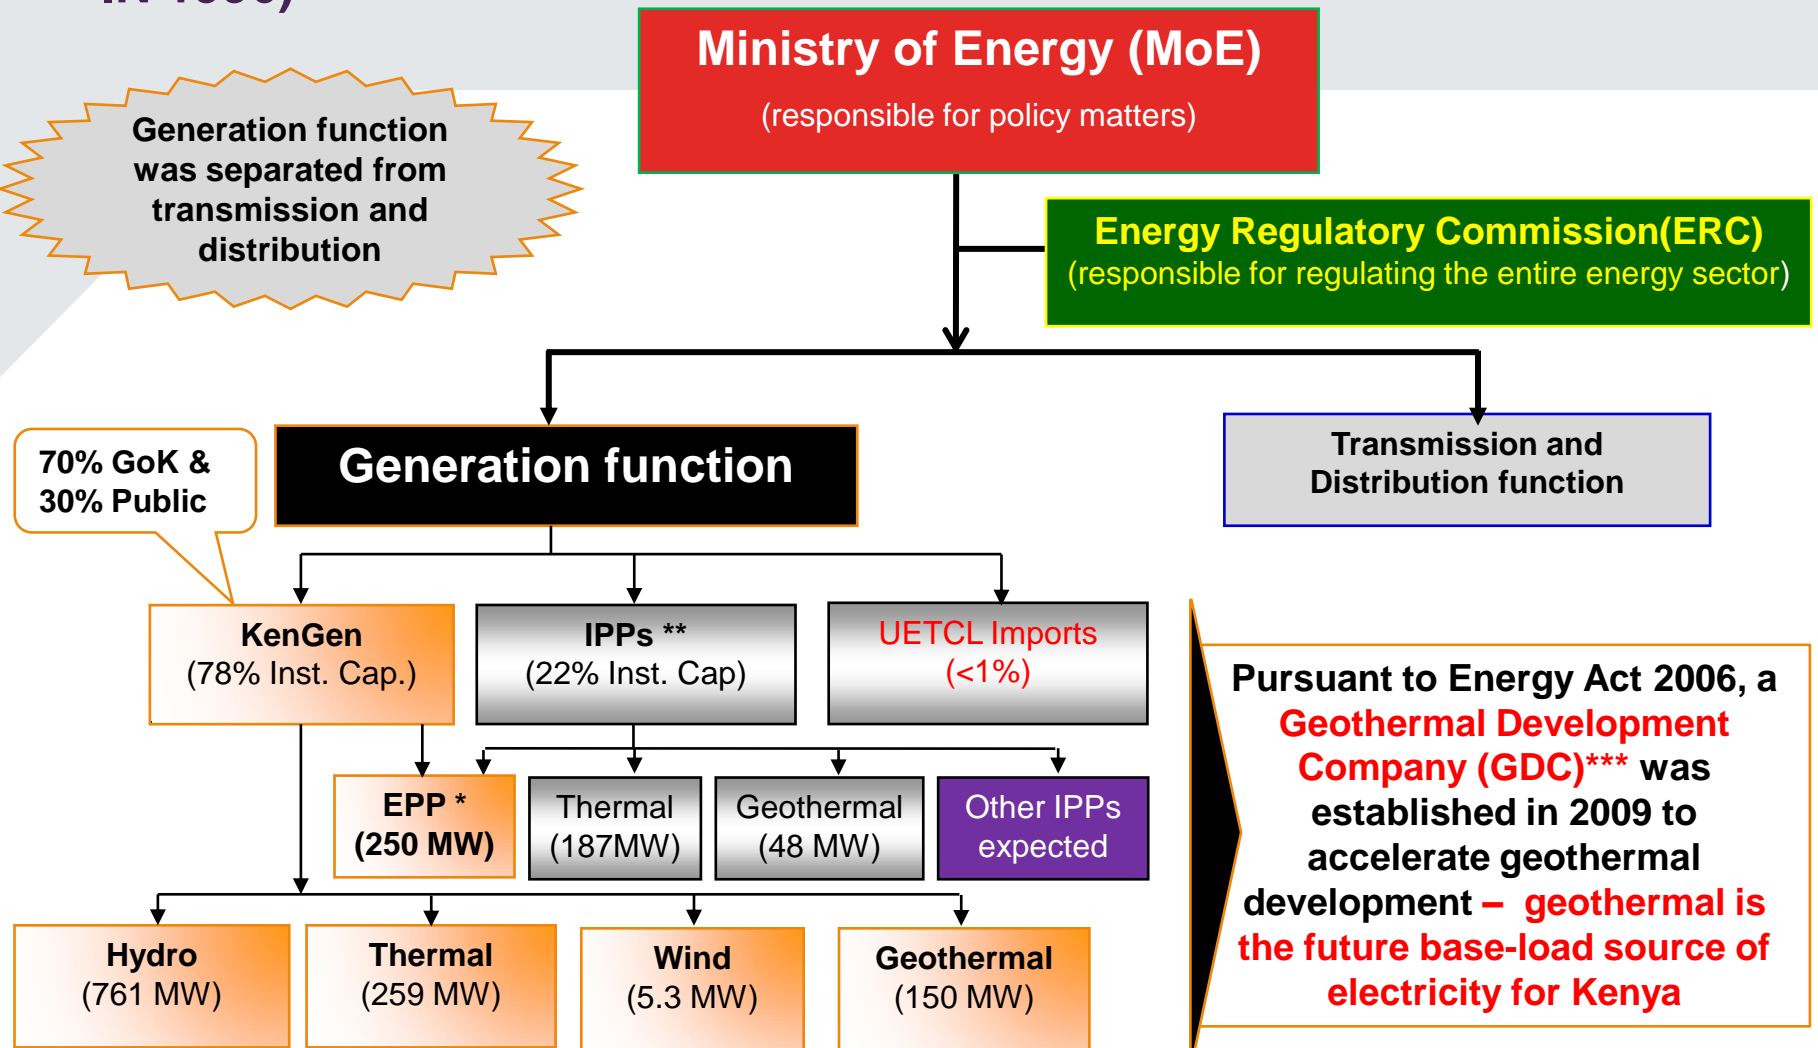 Ministry of Energy (MoE)
(responsible for policy matters)
Generation function
was separated from
transmission and
distribution
Energy Regulatory Commission(ERC)
(responsible for regulating the entire energy sector)
70% GoK &
30% Public
Generation function
Transmission and
Distribution function
KenGen
(78% Inst. Cap.)
IPPs **
(22% Inst. Cap)
UETCL Imports
(<1%)
EPP *
(250 MW)
Thermal
(187MW)
Geothermal
(48 MW)
Other IPPs
expected
Hydro
(761 MW)
Thermal
(259 MW)
Wind
(5.3 MW)
Geothermal
(150 MW)
Pursuant to Energy Act 2006, a
Geothermal Development
Company (GDC)*** was
established in 2009 to
accelerate geothermal
development – geothermal is
the future base-load source of
electricity for Kenya